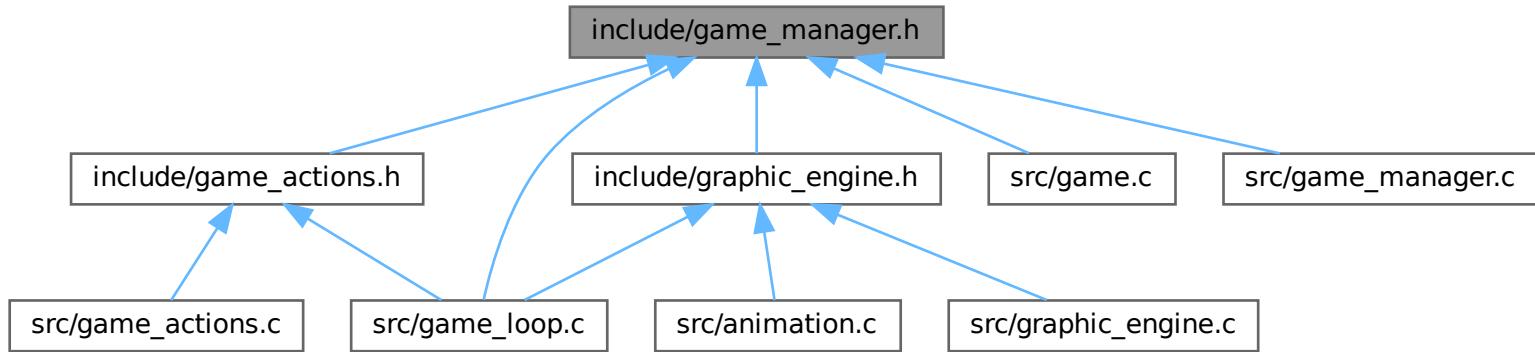 include/game_manager.h
include/game_actions.h
include/graphic_engine.h
src/game.c
src/game_manager.c
src/game_actions.c
src/game_loop.c
src/animation.c
src/graphic_engine.c